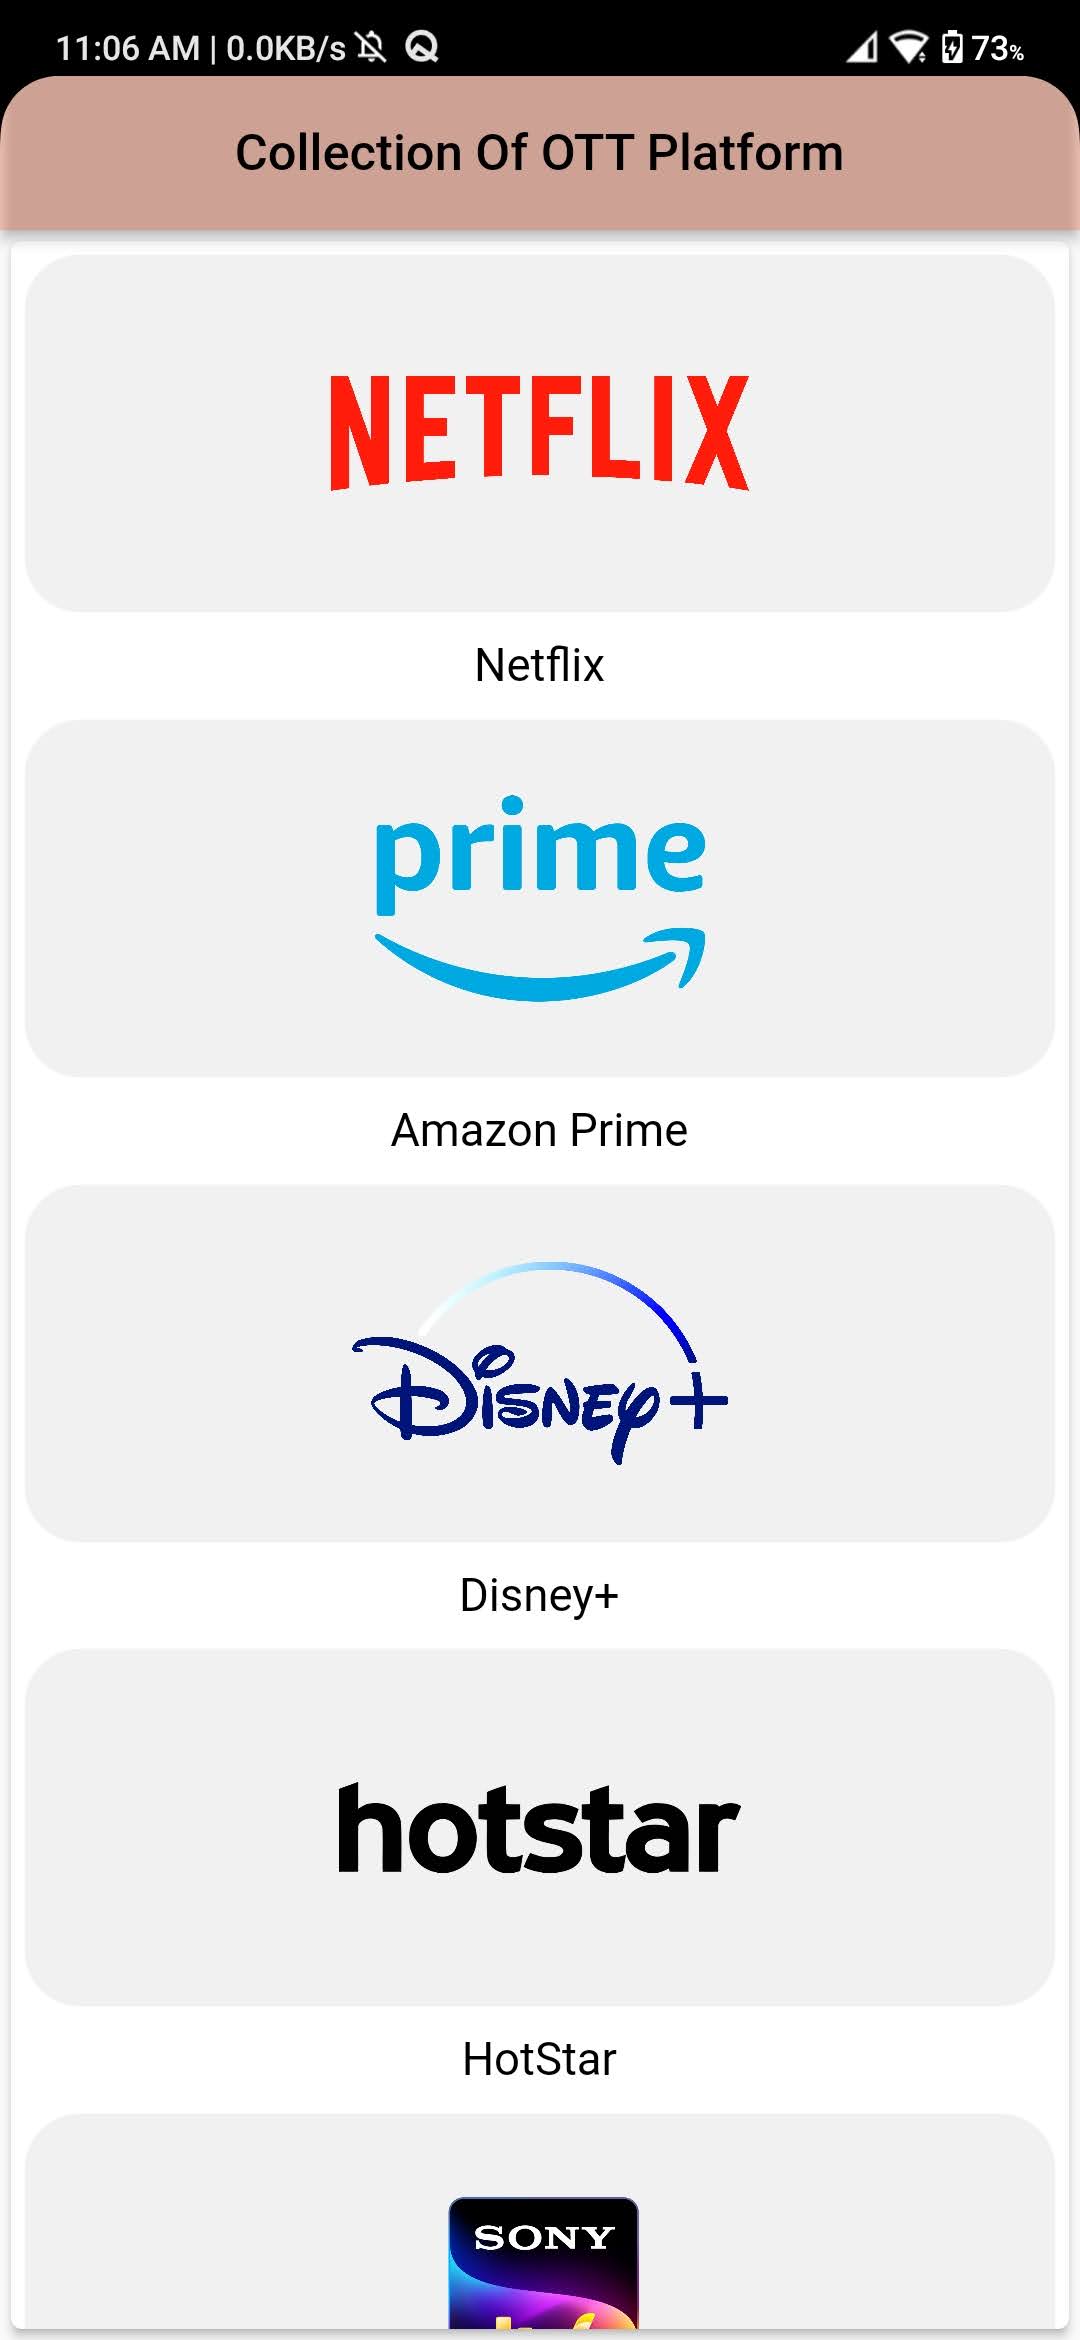 11:06 AM | 0.0KB/s 73%
Collection Of OTT Platform
NETFLIX
Netflix
prime
Amazon Prime
Disney+
Disney+
hotstar
HotStar
SONY